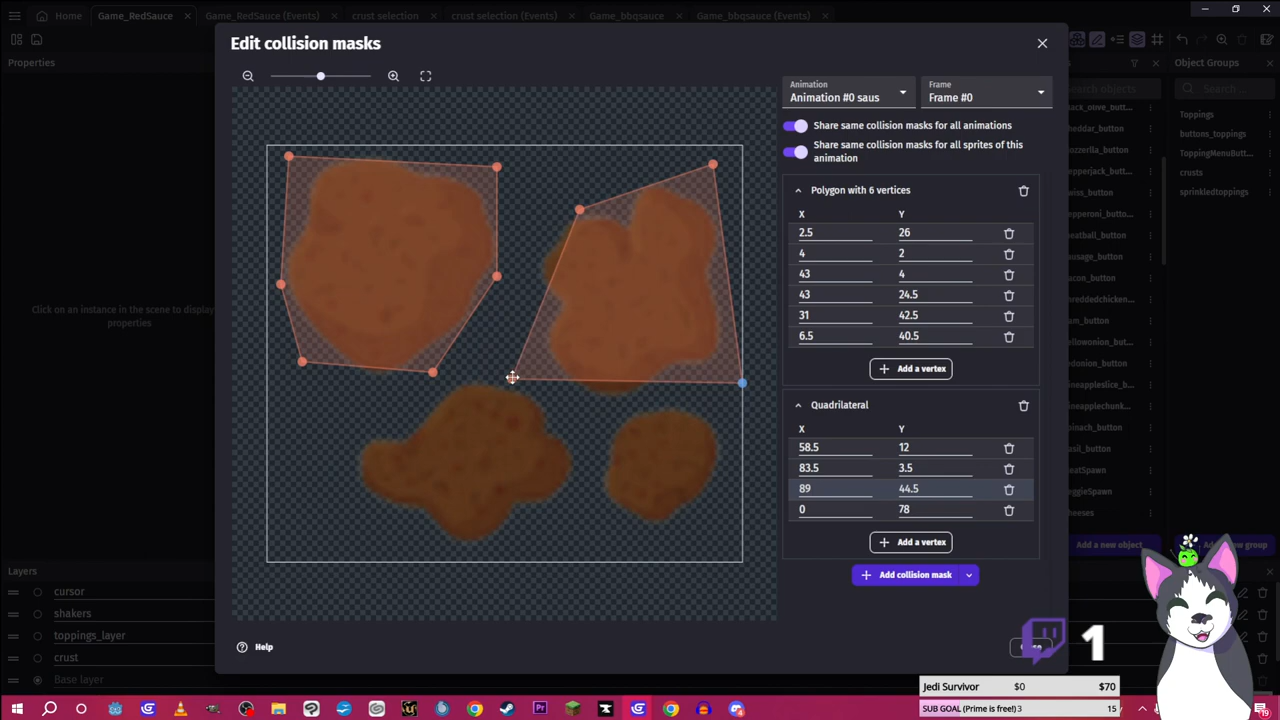 Home
Game_RedSauce
Game_RedSauce (Events)
crust selection
crust selection (Events)
Game_bbqsauce
Game_bbqsauce (Events)
Properties
Click on an instance in the scene to display
properties
Layers
cursor
shakers
toppings_layer
crust
Base layer
Edit collision masks
Animation
Animation #0 saus
Frame
Frame #0
Share same collision masks for all animations
Share same collision masks for all sprites of this
animation
Polygon with 6 vertices
X Y
2.5 26
4 2
43 4
43 24.5
31 42.5
6.5 40.5
Add a vertex
Quadrilateral
X Y
58.5 12
83.5 3.5
89 44.5
0 78
Add a vertex
Add collision mask
Help
Object Groups
Search ...
Toppings
buttons_toppings
ToppingMenuButt...
crusts
sprinkledtoppings
Add a new object
1
Jedi Survivor $0 $70
SUB GOAL (Prime is free!) 3 15
19